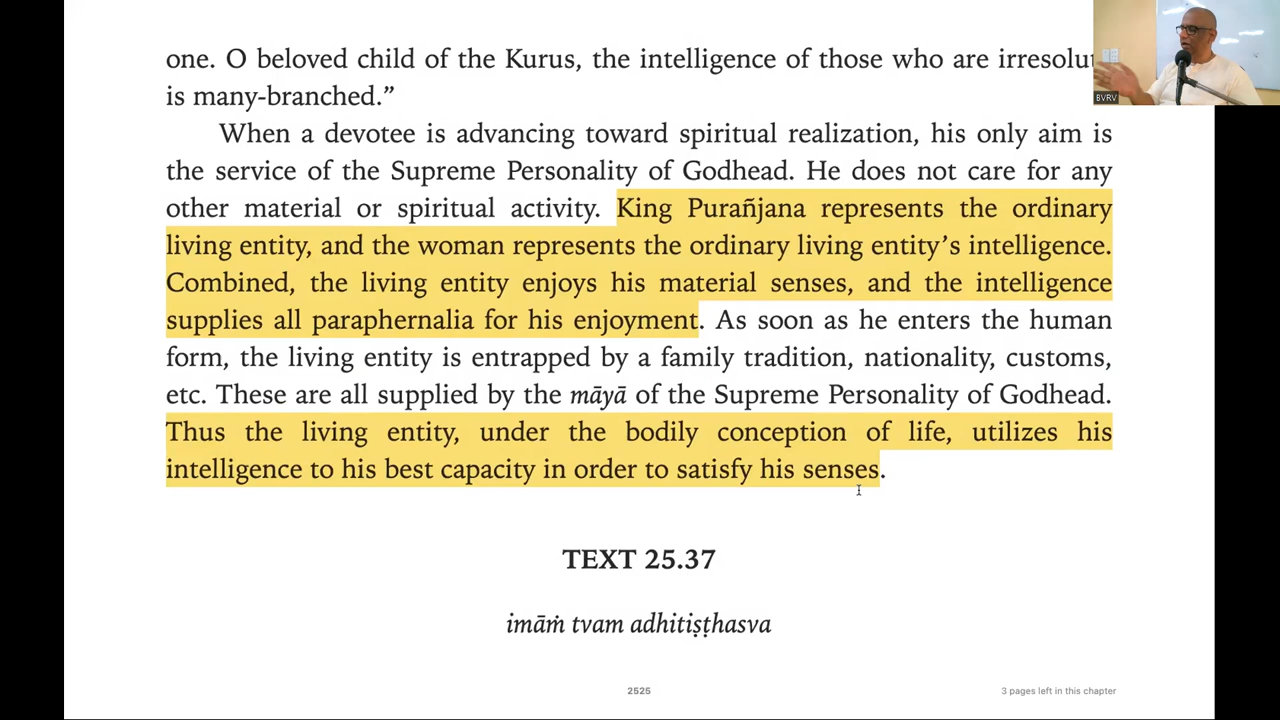 one. O beloved child of the Kurus, the intelligence of those who are irresolut
is many-branched.”
When a devotee is advancing toward spiritual realization, his only aim is
the service of the Supreme Personality of Godhead. He does not care for any
other material or spiritual activity. King Purañjana represents the ordinary
living entity, and the woman represents the ordinary living entity’s intelligence.
Combined, the living entity enjoys his material senses, and the intelligence
supplies all paraphernalia for his enjoyment. As soon as he enters the human
form, the living entity is entrapped by a family tradition, nationality, customs,
etc. These are all supplied by the māyā of the Supreme Personality of Godhead.
Thus the living entity, under the bodily conception of life, utilizes his
intelligence to his best capacity in order to satisfy his senses.
TEXT 25.37
imāṁ tvam adhitiṣṭhasva
2525
3 pages left in this chapter
BVRV